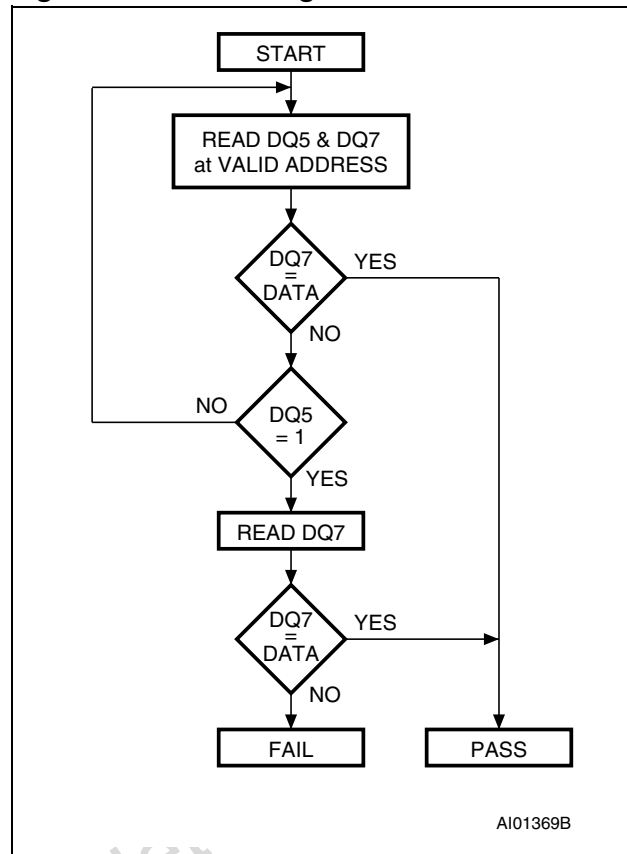 START
READ DQ5 & DQ7
at VALID ADDRESS
DQ7
=
DATA
YES
NO
DQ5
= 1
NO
YES
READ DQ7
DQ7
=
DATA
YES
NO
FAIL
PASS
AI01369B